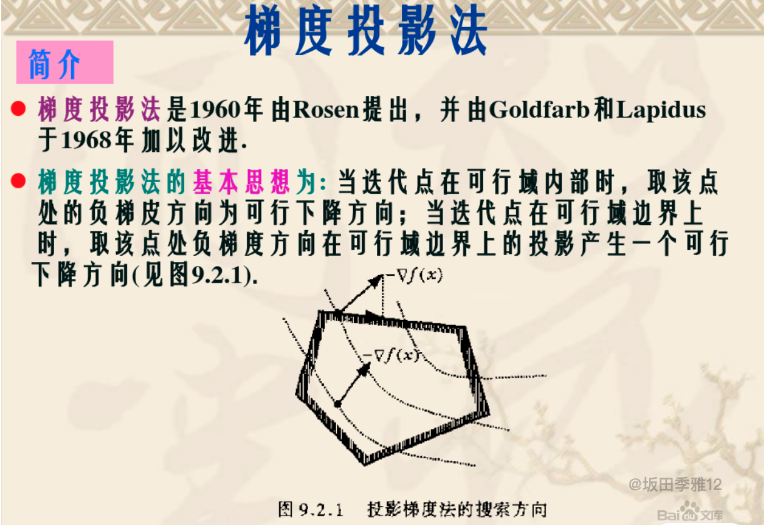 梯度投影法
简介
梯度投影法是1960年由Rosen提出，并由Goldfarb和Lapidus
于1968年加以改进.
梯度投影法的基本思想为:当迭代点在可行域内部时，取该点
处的负梯皮方向为可行下降方向；当迭代点在可行域边界上
时，取该点处负梯度方向在可行域边界上的投影产生一个可行
下降方向(见图9.2.1).
-∇f(x)
-∇f(x)
图9.2.1 投影梯度法的搜索方向
@坂田季雅12
Bai du 文库